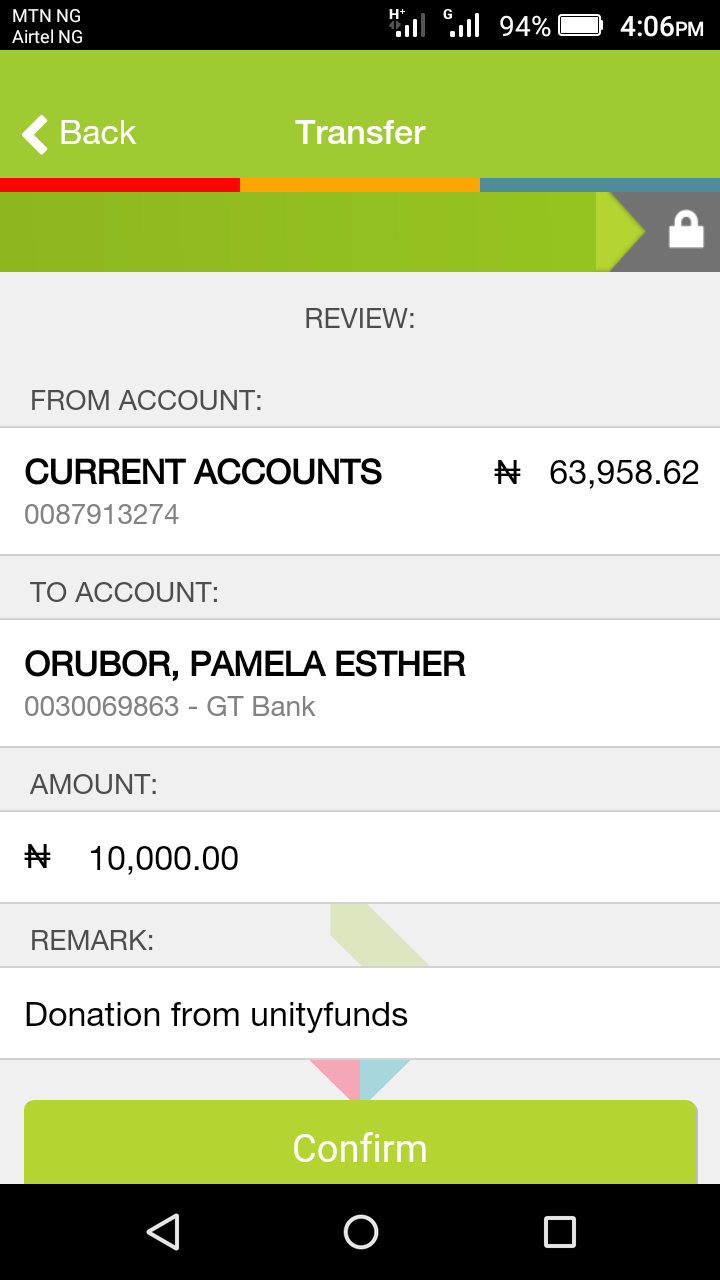 MTN NG
Airtel NG
H+ G 94% 4:06PM
Back Transfer
REVIEW:
FROM ACCOUNT:
CURRENT ACCOUNTS ₦ 63,958.62
0087913274
TO ACCOUNT:
ORUBOR, PAMELA ESTHER
0030069863 - GT Bank
AMOUNT:
₦ 10,000.00
REMARK:
Donation from unityfunds
Confirm